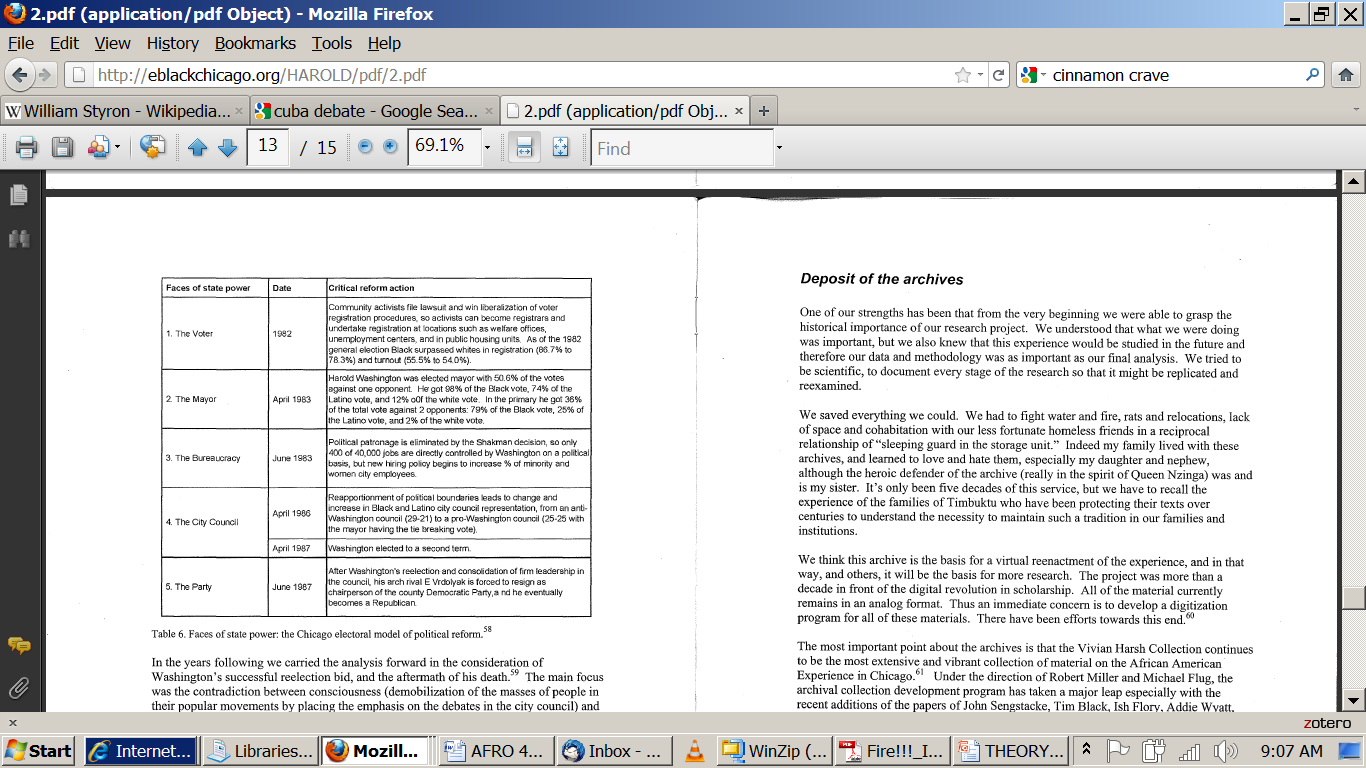 2.pdf (application/pdf Object) - Mozilla Firefox
File Edit View History Bookmarks Tools Help
http://eblackchicago.org/HAROLD/pdf/2.pdf
cinnamon crave
William Styron - Wikipedia...
cuba debate - Google Sea...
2.pdf (application/pdf Obj...
13 / 15
69.1%
Find
Faces of state power
Date
Critical reform action
1. The Voter
1982
Community activists file lawsuit and win liberalization of voter
registration procedures, so activists can become registrars and
undertake registration at locations such as welfare offices,
unemployment centers, and in public housing units. As of the 1982
general election Black surpassed whites in registration (86.7% to
78.3%) and turnout (55.5% to 54.0%).
2. The Mayor
April 1983
Harold Washington was elected mayor with 50.6% of the votes
against one opponent. He got 98% of the Black vote, 74% of the
Latino vote, and 12% o0f the white vote. In the primary he got 36%
of the total vote against 2 opponents: 79% of the Black vote, 25% of
the Latino vote, and 2% of the white vote.
3. The Bureaucracy
June 1983
Political patronage is eliminated by the Shakman decision, so only
400 of 40,000 jobs are directly controlled by Washington on a political
basis, but new hiring policy begins to increase % of minority and
women city employees.
4. The City Council
April 1986
Reapportionment of political boundaries leads to change and
increase in Black and Latino city council representation, from an anti-
Washington council (29-21) to a pro-Washington council (25-25 with
the mayor having the tie breaking vote).
April 1987
Washington elected to a second term.
5. The Party
June 1987
After Washington's reelection and consolidation of firm leadership in
the council, his arch rival E Vrdolyak is forced to resign as
chairperson of the county Democratic Party,a nd he eventually
becomes a Republican.
Table 6. Faces of state power: the Chicago electoral model of political reform.58
In the years following we carried the analysis forward in the consideration of
Washington's successful reelection bid, and the aftermath of his death.59 The main focus
was the contradiction between consciousness (demobilization of the masses of people in
their popular movements by placing the emphasis on the debates in the city council) and
Deposit of the archives
One of our strengths has been that from the very beginning we were able to grasp the
historical importance of our research project. We understood that what we were doing
was important, but we also knew that this experience would be studied in the future and
therefore our data and methodology was as important as our final analysis. We tried to
be scientific, to document every stage of the research so that it might be replicated and
reexamined.
We saved everything we could. We had to fight water and fire, rats and relocations, lack
of space and cohabitation with our less fortunate homeless friends in a reciprocal
relationship of "sleeping guard in the storage unit." Indeed my family lived with these
archives, and learned to love and hate them, especially my daughter and nephew,
although the heroic defender of the archive (really in the spirit of Queen Nzinga) was and
is my sister. It's only been five decades of this service, but we have to recall the
experience of the families of Timbuktu who have been protecting their texts over
centuries to understand the necessity to maintain such a tradition in our families and
institutions.
We think this archive is the basis for a virtual reenactment of the experience, and in that
way, and others, it will be the basis for more research. The project was more than a
decade in front of the digital revolution in scholarship. All of the material currently
remains in an analog format. Thus an immediate concern is to develop a digitization
program for all of these materials. There have been efforts towards this end.60
The most important point about the archives is that the Vivian Harsh Collection continues
to be the most extensive and vibrant collection of material on the African American
Experience in Chicago.61 Under the direction of Robert Miller and Michael Flug, the
archival collection development program has taken a major leap especially with the
recent additions of the papers of John Sengstacke, Tim Black, Ish Flory, Addie Wyatt,
x
zotero
Start
Internet...
Libraries...
Mozill...
AFRO 4...
Inbox - ...
WinZip (...
Fire!!!_I...
THEORY...
9:07 AM